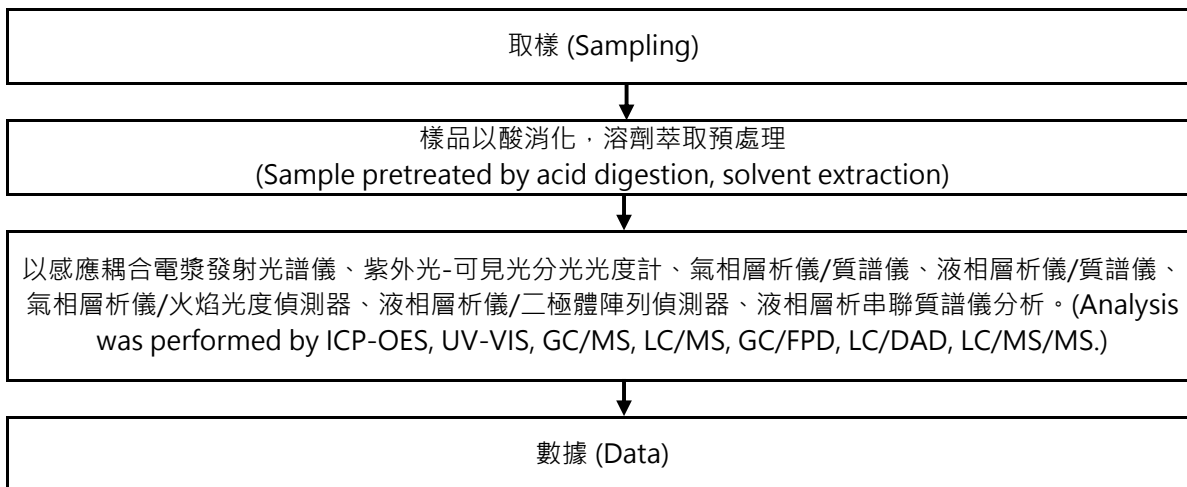 取樣 (Sampling)
樣品以酸消化，溶劑萃取預處理
(Sample pretreated by acid digestion, solvent extraction)
以感應耦合電漿發射光譜儀、紫外光-可見光分光光度計、氣相層析儀/質譜儀、液相層析儀/質譜儀、
氣相層析儀/火焰光度偵測器、液相層析儀/二極體陣列偵測器、液相層析串聯質譜儀分析。(Analysis
was performed by ICP-OES, UV-VIS, GC/MS, LC/MS, GC/FPD, LC/DAD, LC/MS/MS.)
數據 (Data)